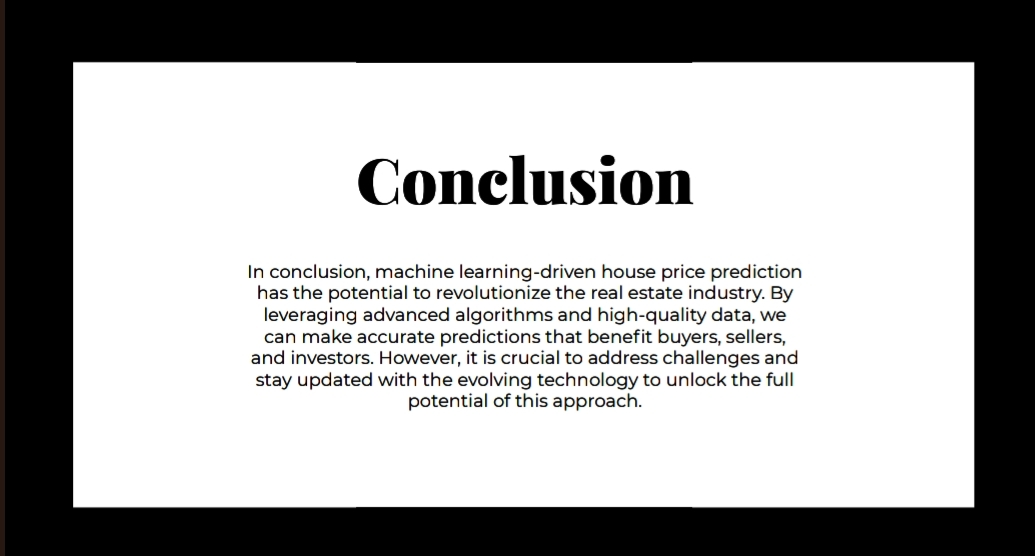 Conclusion
In conclusion, machine learning-driven house price prediction
has the potential to revolutionize the real estate industry. By
leveraging advanced algorithms and high-quality data, we
can make accurate predictions that benefit buyers, sellers,
and investors. However, it is crucial to address challenges and
stay updated with the evolving technology to unlock the full
potential of this approach.